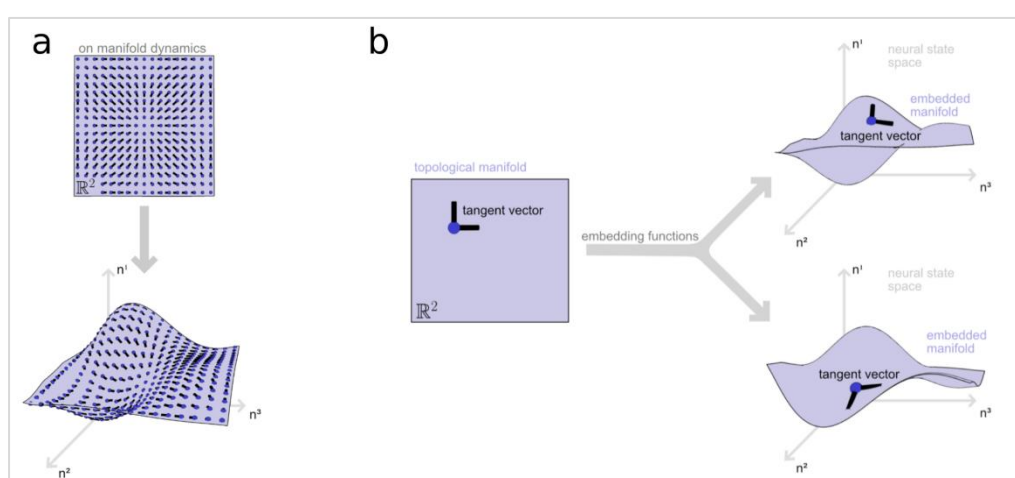 a
on manifold dynamics
ℝ²
n¹
n³
n²
b
topological manifold
tangent vector
ℝ²
embedding functions
n¹
neural state
space
embedded
manifold
tangent vector
n³
n²
n¹
neural state
space
embedded
manifold
tangent vector
n³
n²